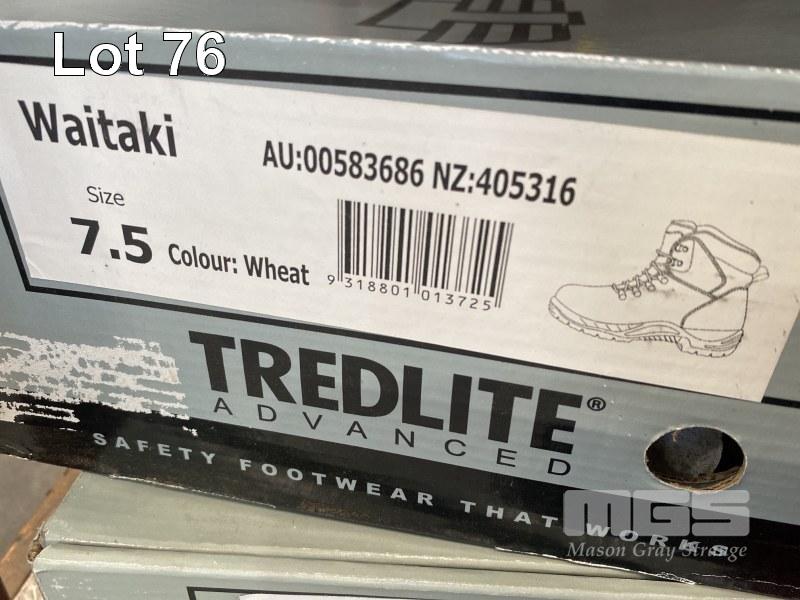 Lot 76
Waitaki
AU:00583686 NZ:405316
Size
7.5 Colour: Wheat
9 318801 013725
TREDLITE®
ADVANCED
SAFETY FOOTWEAR THAT WORKS
MGS
Mason Gray Strange